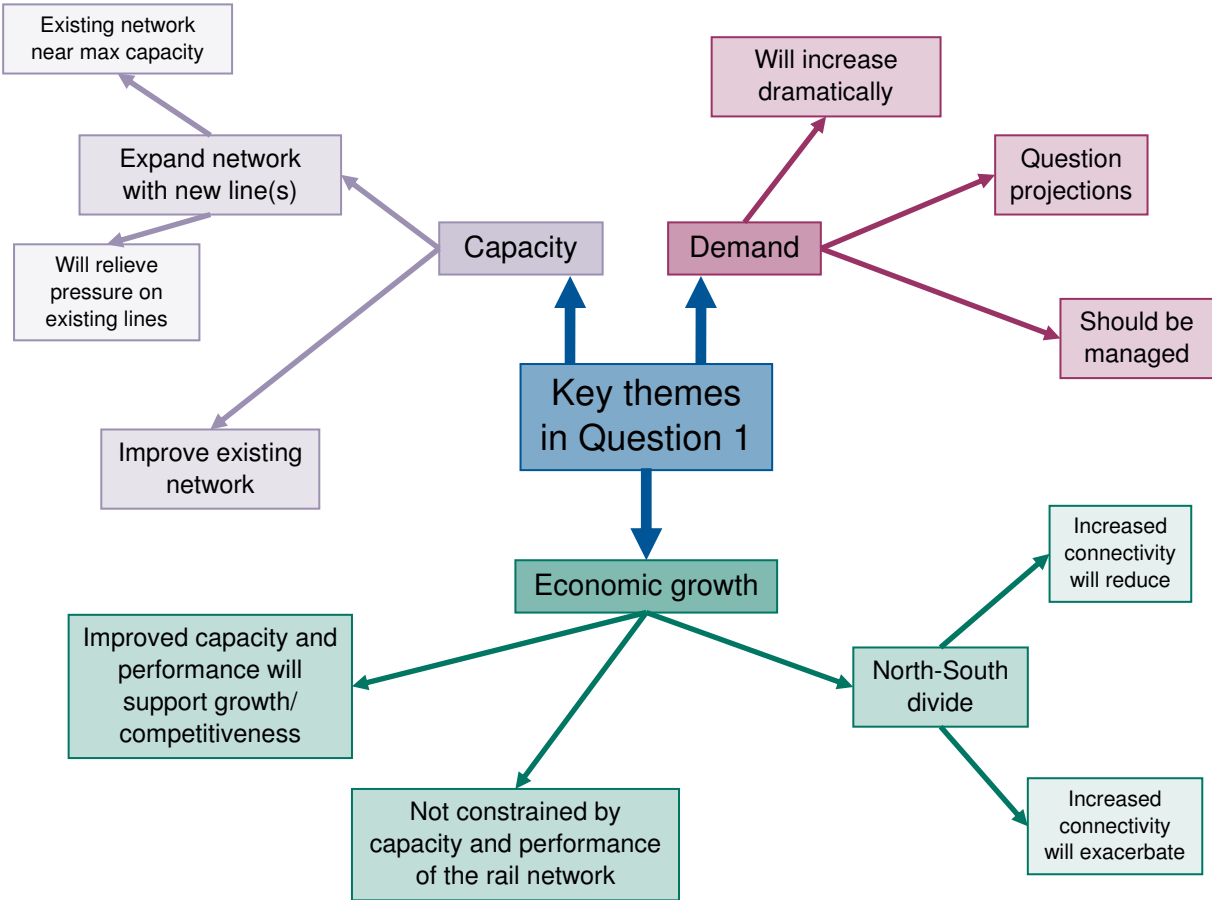 Existing network
near max capacity
Will increase
dramatically
Expand network
with new line(s)
Question
projections
Capacity
Demand
Will relieve
pressure on
existing lines
Should be
managed
Key themes
in Question 1
Improve existing
network
Increased
connectivity
will reduce
Economic growth
Improved capacity and
performance will
support growth/
competitiveness
North-South
divide
Not constrained by
capacity and performance
of the rail network
Increased
connectivity
will exacerbate